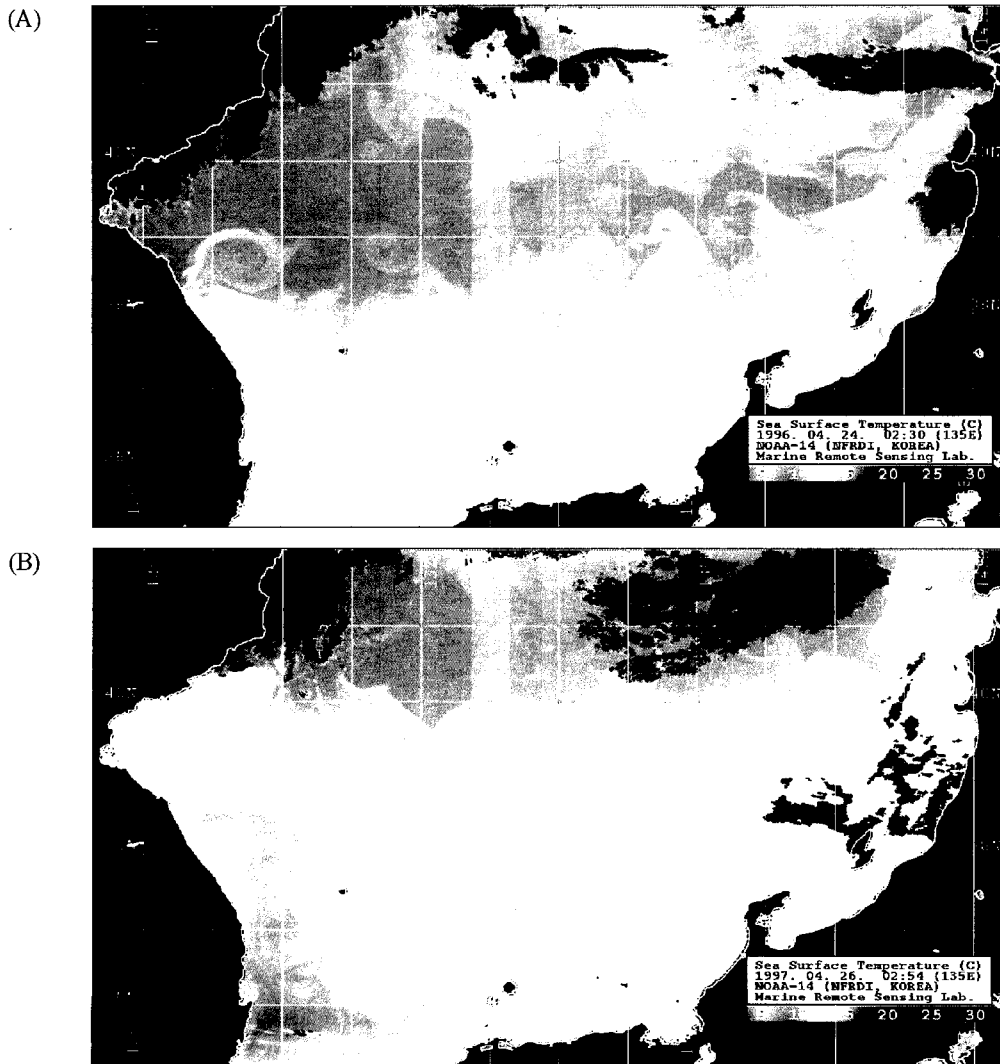 (A)
Sea Surface Temperature (C)
1996. 04. 24. 02:30 (135E)
NOAA-14 (NFRDI, KOREA)
Marine Remote Sensing Lab.
20 25 30
(B)
Sea Surface Temperature (C)
1997. 04. 26. 02:54 (135E)
NOAA-14 (NFRDI, KOREA)
Marine Remote Sensing Lab.
20 25 30